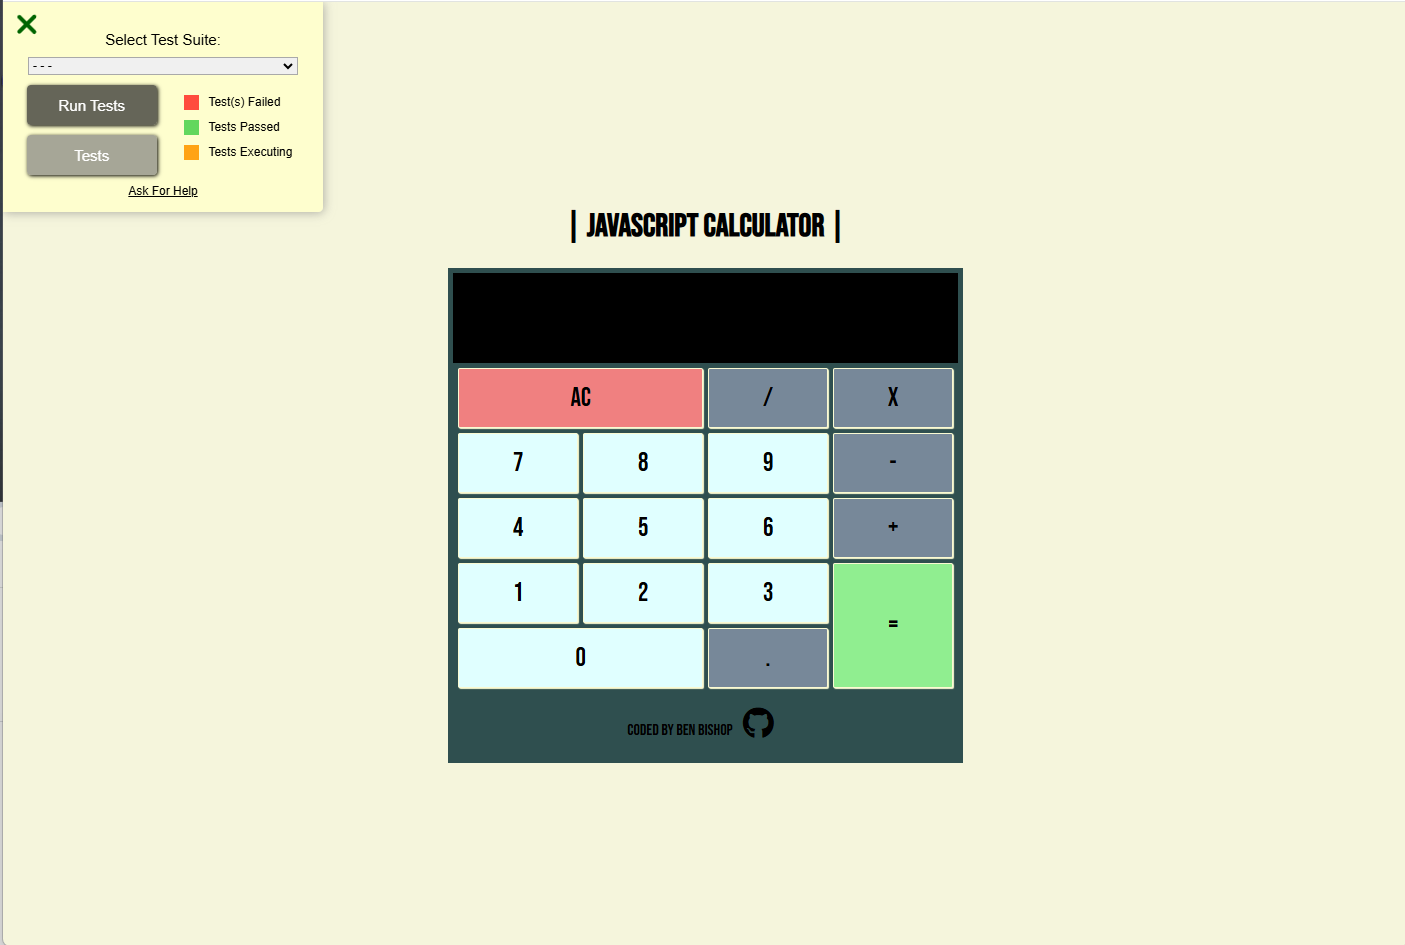 Select Test Suite:
- - -
Run Tests
Test(s) Failed
Tests Passed
Tests
Tests Executing
Ask For Help
| JAVASCRIPT CALCULATOR |
AC / X
7 8 9 -
4 5 6 +
1 2 3 =
0 .
CODED BY BEN BISHOP